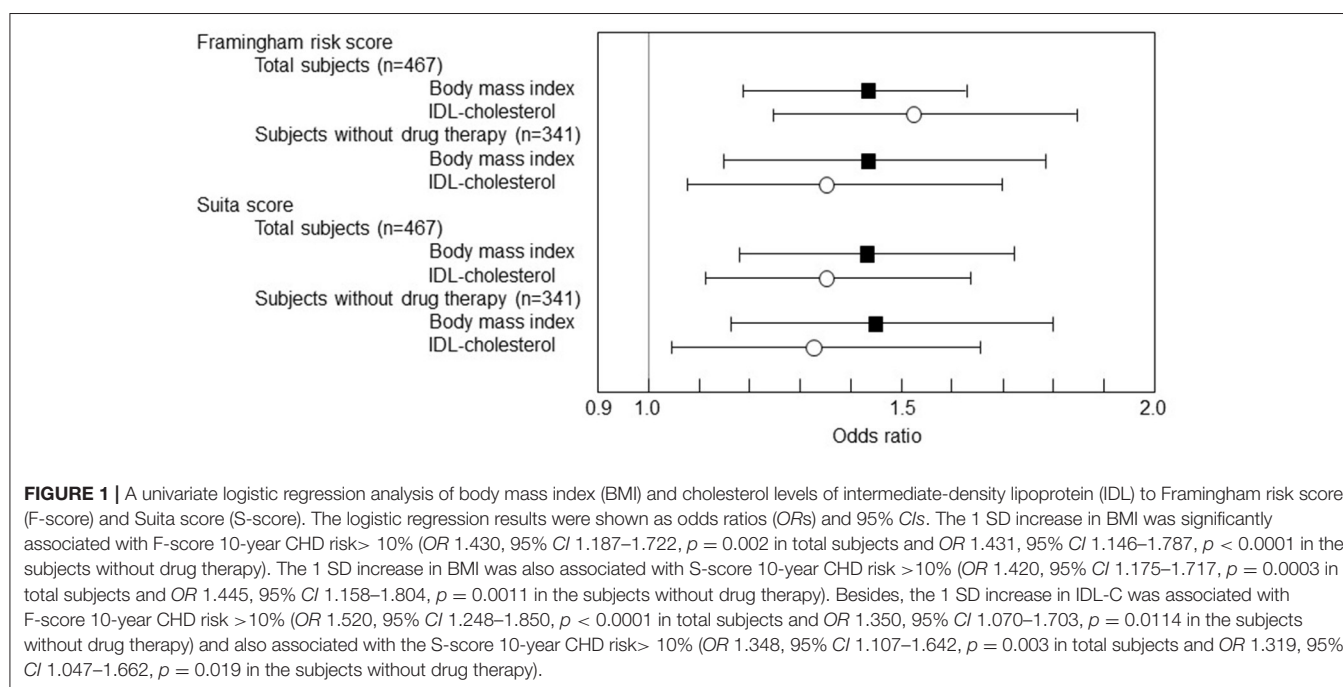 Framingham risk score
Total subjects (n=467)
Body mass index
IDL-cholesterol
Subjects without drug therapy (n=341)
Body mass index
IDL-cholesterol
Suita score
Total subjects (n=467)
Body mass index
IDL-cholesterol
Subjects without drug therapy (n=341)
Body mass index
IDL-cholesterol
0.9 1.0 1.5 2.0
Odds ratio
FIGURE 1 | A univariate logistic regression analysis of body mass index (BMI) and cholesterol levels of intermediate-density lipoprotein (IDL) to Framingham risk score
(F-score) and Suita score (S-score). The logistic regression results were shown as odds ratios (ORs) and 95% CIs. The 1 SD increase in BMI was significantly
associated with F-score 10-year CHD risk> 10% (OR 1.430, 95% CI 1.187–1.722, p = 0.002 in total subjects and OR 1.431, 95% CI 1.146–1.787, p < 0.0001 in the
subjects without drug therapy). The 1 SD increase in BMI was also associated with S-score 10-year CHD risk >10% (OR 1.420, 95% CI 1.175–1.717, p = 0.0003 in
total subjects and OR 1.445, 95% CI 1.158–1.804, p = 0.0011 in the subjects without drug therapy). Besides, the 1 SD increase in IDL-C was associated with
F-score 10-year CHD risk >10% (OR 1.520, 95% CI 1.248–1.850, p < 0.0001 in total subjects and OR 1.350, 95% CI 1.070–1.703, p = 0.0114 in the subjects
without drug therapy) and also associated with the S-score 10-year CHD risk> 10% (OR 1.348, 95% CI 1.107–1.642, p = 0.003 in total subjects and OR 1.319, 95%
CI 1.047–1.662, p = 0.019 in the subjects without drug therapy).